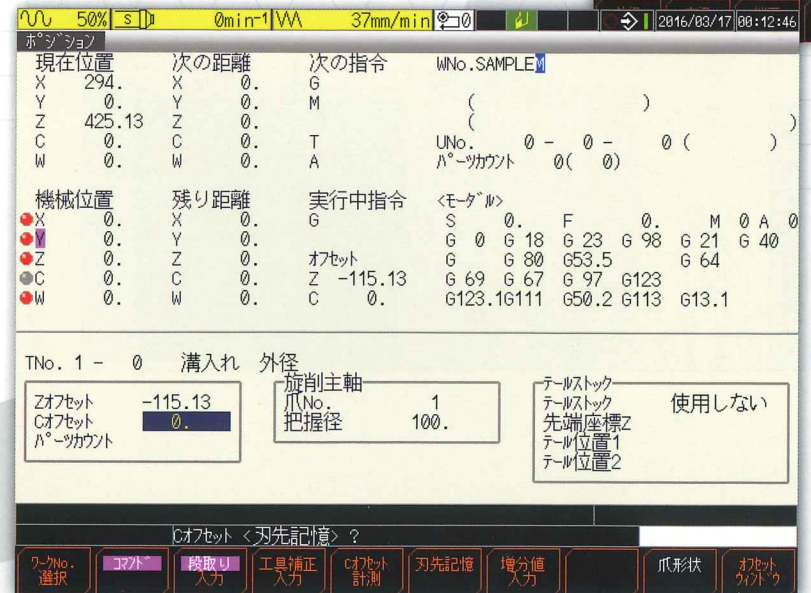 50% S 0min-1 37mm/min 0 2016/03/17 00:12:46
ポジション
現在位置 次の距離 次の指令 WNo.SAMPLEM
X 294. X 0. G
Y 0. Y 0. M ( )
Z 425.13 Z 0. ( )
C 0. C 0. T UNo. 0 - 0 - 0 ( )
W 0. W 0. A パーツカウント 0( 0)
機械位置 残り距離 実行中指令 <モーダル>
X 0. X 0. G S 0. F 0. M 0 A 0
Y 0. Y 0. G 0 G 18 G 23 G 98 G 21 G 40
Z 0. Z 0. オフセット G G 80 G53.5 G 64
C 0. C 0. Z -115.13 G 69 G 67 G 97 G123
W 0. W 0. C 0. G123.1G111 G50.2 G113 G13.1
TNo. 1 - 0 溝入れ 外径
旋削主軸 テールストック
Zオフセット -115.13 爪No. 1 テールストック 使用しない
Cオフセット 0. 把握径 100. 先端座標Z
パーツカウント テール位置1
テール位置2
Cオフセット <刃先記憶> ?
ワークNo.選択 コマンド 段取り入力 工具補正入力 Cオフセット計測 刃先記憶 増分値入力 爪形状 オフセットウィンドウ